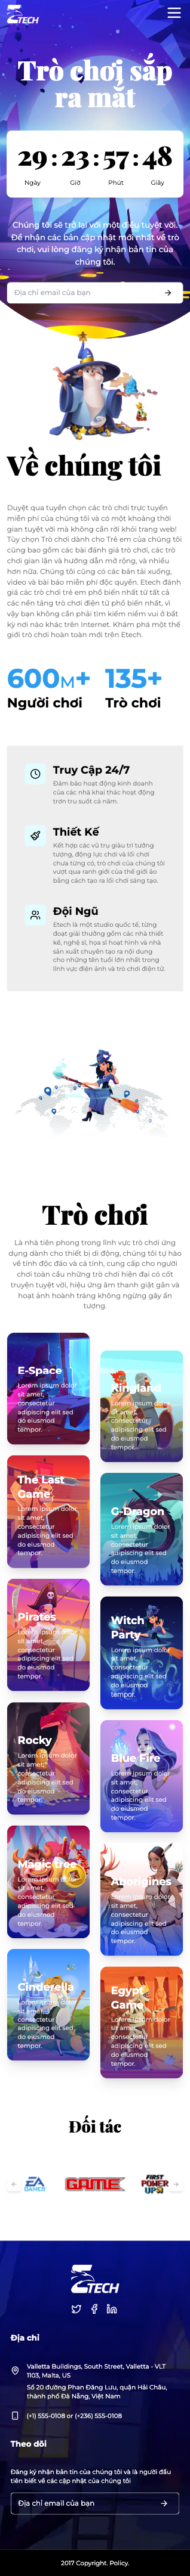 ZTECH
Trò chơi sắp
ra mắt
29 : 23 : 57 : 48
Ngày Giờ Phút Giây
Chúng tôi sẽ trở lại với một điều tuyệt vời.
Để nhận các bản cập nhật mới nhất về trò
chơi, vui lòng đăng ký nhận bản tin của
chúng tôi.
Địa chỉ email của bạn
Về chúng tôi
Duyệt qua tuyển chọn các trò chơi trực tuyến
miễn phí của chúng tôi và có một khoảng thời
gian tuyệt vời mà không cần rời khỏi trang web!
Tùy chọn Trò chơi dành cho Trẻ em của chúng tôi
cũng bao gồm các bài đánh giá trò chơi, các trò
chơi gian lận và hướng dẫn mở rộng, và nhiều
hơn nữa. Chúng tôi cũng có các bản tải xuống,
video và bài báo miễn phí độc quyền. Etech đánh
giá các trò chơi trẻ em phổ biến nhất từ tất cả
các nền tảng trò chơi điện tử phổ biến nhất, vì
vậy bạn không cần phải tìm kiếm niềm vui ở bất
kỳ nơi nào khác trên Internet. Khám phá một thế
giới trò chơi hoàn toàn mới trên Etech.
600M+ 135+
Người chơi Trò chơi
Truy Cập 24/7
Đảm bảo hoạt động kinh doanh
của các nhà khai thác hoạt động
trơn tru suốt cả năm.
Thiết Kế
Kết hợp các vũ trụ giàu trí tưởng
tượng, động lực chơi và lối chơi
chưa từng có, trò chơi của chúng tôi
vượt qua ranh giới của thế giới ảo
bằng cách tạo ra lối chơi sáng tạo.
Đội Ngũ
Etech là một studio quốc tế, từng
đoạt giải thưởng gồm các nhà thiết
kế, nghệ sĩ, họa sĩ hoạt hình và nhà
sản xuất chuyên tạo ra nội dung
cho những tên tuổi lớn nhất trong
lĩnh vực điện ảnh và trò chơi điện tử.
Trò chơi
Là nhà tiên phong trong lĩnh vực trò chơi ứng
dụng dành cho thiết bị di động, chúng tôi tự hào
về tính độc đáo và cá tính, cung cấp cho người
chơi toàn cầu những trò chơi hiện đại có cốt
truyện tuyệt vời, hiệu ứng âm thanh giật gân và
hoạt ảnh hoành tráng không ngừng gây ấn
tượng.
E-Space
Lorem ipsum dolor
sit amet,
consectetur
adipiscing elit sed
do eiusmod
tempor.
Kingland
Lorem ipsum dolor
sit amet,
consectetur
adipiscing elit sed
do eiusmod
tempor.
The Last
Game
Lorem ipsum dolor
sit amet,
consectetur
adipiscing elit sed
do eiusmod
tempor.
G-Dragon
Lorem ipsum dolor
sit amet,
consectetur
adipiscing elit sed
do eiusmod
tempor.
Pirates
Lorem ipsum dolor
sit amet,
consectetur
adipiscing elit sed
do eiusmod
tempor.
Witch
Party
Lorem ipsum dolor
sit amet,
consectetur
adipiscing elit sed
do eiusmod
tempor.
Rocky
Lorem ipsum dolor
sit amet,
consectetur
adipiscing elit sed
do eiusmod
tempor.
Blue Fire
Lorem ipsum dolor
sit amet,
consectetur
adipiscing elit sed
do eiusmod
tempor.
Magic tree
Lorem ipsum dolor
sit amet,
consectetur
adipiscing elit sed
do eiusmod
tempor.
Aborigines
Lorem ipsum dolor
sit amet,
consectetur
adipiscing elit sed
do eiusmod
tempor.
Cinderella
Lorem ipsum dolor
sit amet,
consectetur
adipiscing elit sed
do eiusmod
tempor.
Egypt
Game
Lorem ipsum dolor
sit amet,
consectetur
adipiscing elit sed
do eiusmod
tempor.
Đối tác
EA
GAMES
GAME
FIRST
POWER
UP
ZTECH
Địa chỉ
Valletta Buildings, South Street, Valletta - VLT
1103, Malta, US
Số 20 đường Phan Đăng Lưu, quận Hải Châu,
thành phố Đà Nẵng, Việt Nam
(+1) 555-0108 or (+236) 555-0108
Theo dõi
Đăng ký nhận bản tin của chúng tôi và là người đầu
tiên biết về các cập nhật của chúng tôi
Địa chỉ email của bạn
2017 Copyright. Policy.